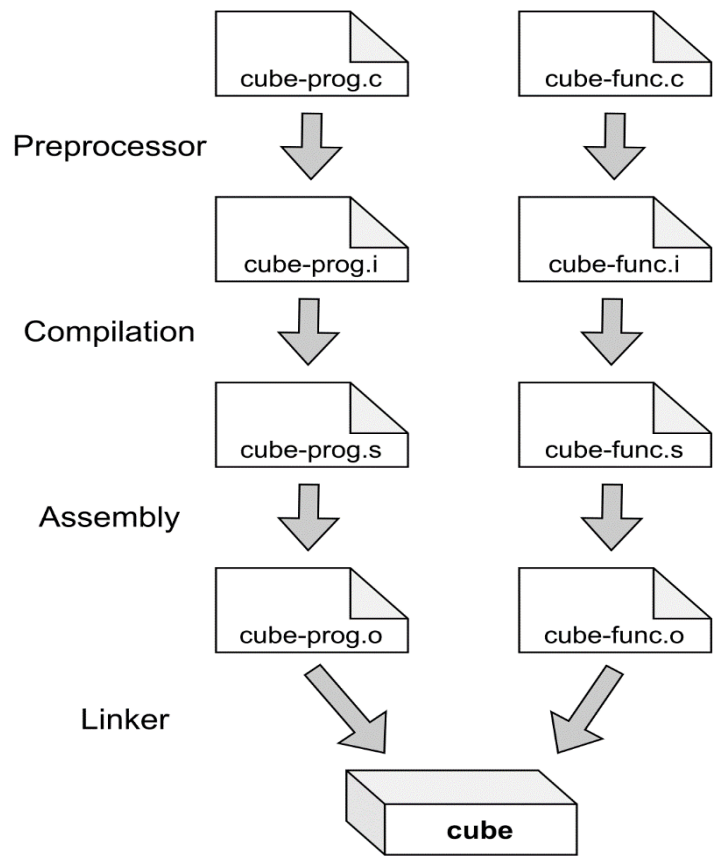 cube-prog.c
cube-func.c
Preprocessor
cube-prog.i
cube-func.i
Compilation
cube-prog.s
cube-func.s
Assembly
cube-prog.o
cube-func.o
Linker
cube